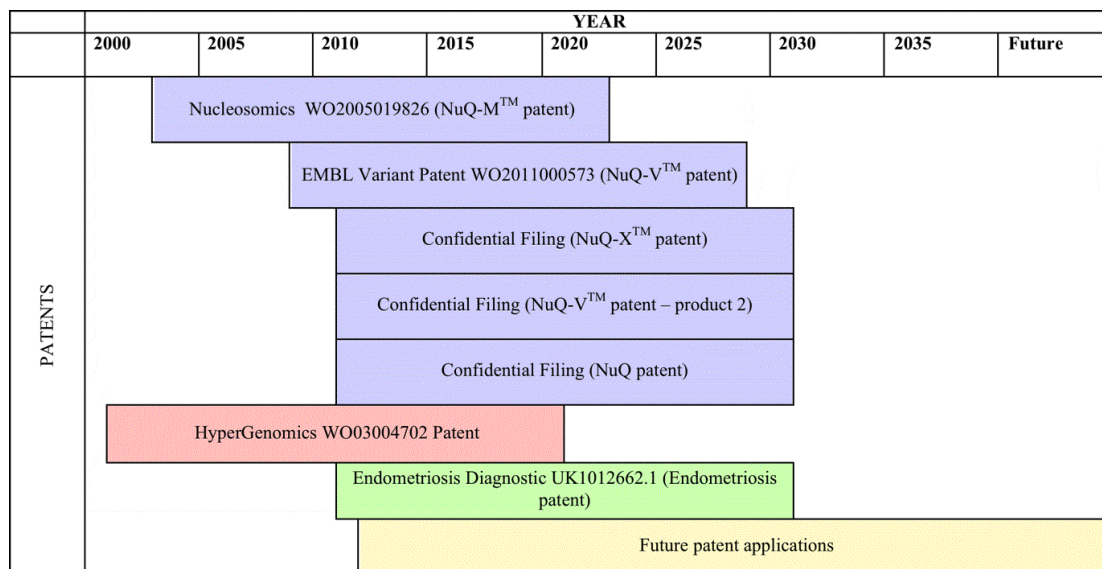 YEAR
2000 2005 2010 2015 2020 2025 2030 2035 Future
PATENTS
Nucleosomics WO2005019826 (NuQ-M™ patent)
EMBL Variant Patent WO2011000573 (NuQ-V™ patent)
Confidential Filing (NuQ-X™ patent)
Confidential Filing (NuQ-V™ patent – product 2)
Confidential Filing (NuQ patent)
HyperGenomics WO03004702 Patent
Endometriosis Diagnostic UK1012662.1 (Endometriosis
patent)
Future patent applications